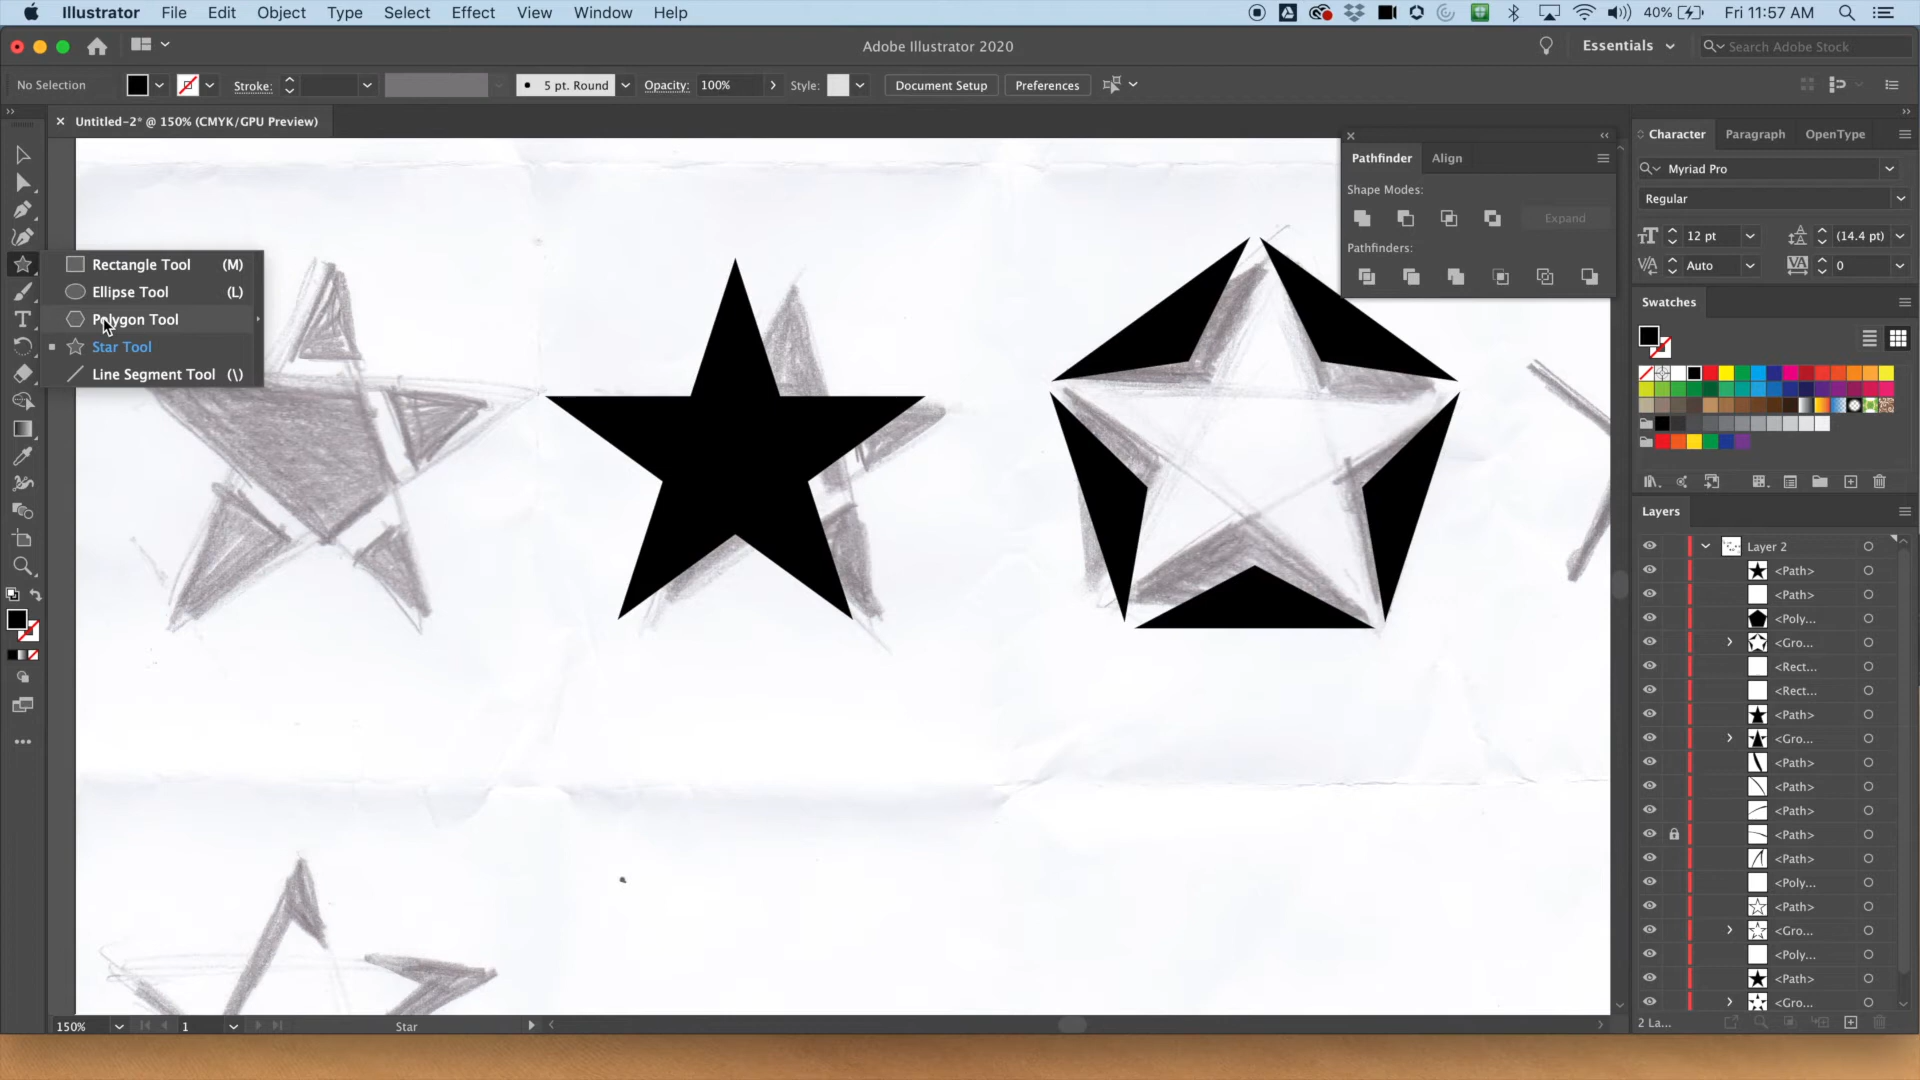 Illustrator File Edit Object Type Select Effect View Window Help
40% Fri 11:57 AM
Adobe Illustrator 2020
Essentials
Search Adobe Stock
No Selection
Stroke:
5 pt. Round
Opacity: 100%
Style:
Document Setup
Preferences
Untitled-2* @ 150% (CMYK/GPU Preview)
Rectangle Tool (M)
Ellipse Tool (L)
Polygon Tool
Star Tool
Line Segment Tool (\)
Pathfinder Align
Shape Modes:
Expand
Pathfinders:
Character Paragraph OpenType
Myriad Pro
Regular
12 pt (14.4 pt)
Auto 0
Swatches
Layers
Layer 2
<Path>
<Path>
<Poly...
<Gro...
<Rect...
<Rect...
<Path>
<Gro...
<Path>
<Path>
<Path>
<Path>
<Path>
<Poly...
<Path>
<Gro...
<Poly...
<Path>
<Gro...
2 La...
150% 1 Star